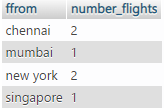 ffrom number_flights
chennai 2
mumbai 1
new york 2
singapore 1